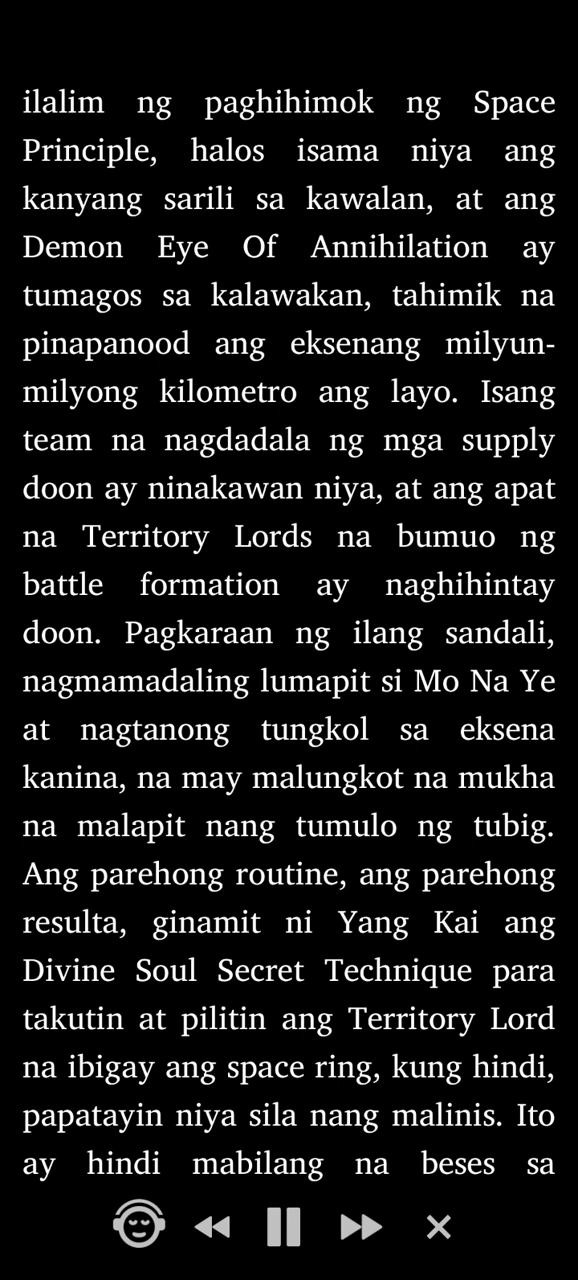 ilalim ng paghihimok ng Space
Principle, halos isama niya ang
kanyang sarili sa kawalan, at ang
Demon Eye Of Annihilation ay
tumagos sa kalawakan, tahimik na
pinapanood ang eksenang milyun-
milyong kilometro ang layo. Isang
team na nagdadala ng mga supply
doon ay ninakawan niya, at ang apat
na Territory Lords na bumuo ng
battle formation ay naghihintay
doon. Pagkaraan ng ilang sandali,
nagmamadaling lumapit si Mo Na Ye
at nagtanong tungkol sa eksena
kanina, na may malungkot na mukha
na malapit nang tumulo ng tubig.
Ang parehong routine, ang parehong
resulta, ginamit ni Yang Kai ang
Divine Soul Secret Technique para
takutin at pilitin ang Territory Lord
na ibigay ang space ring, kung hindi,
papatayin niya sila nang malinis. Ito
ay hindi mabilang na beses sa